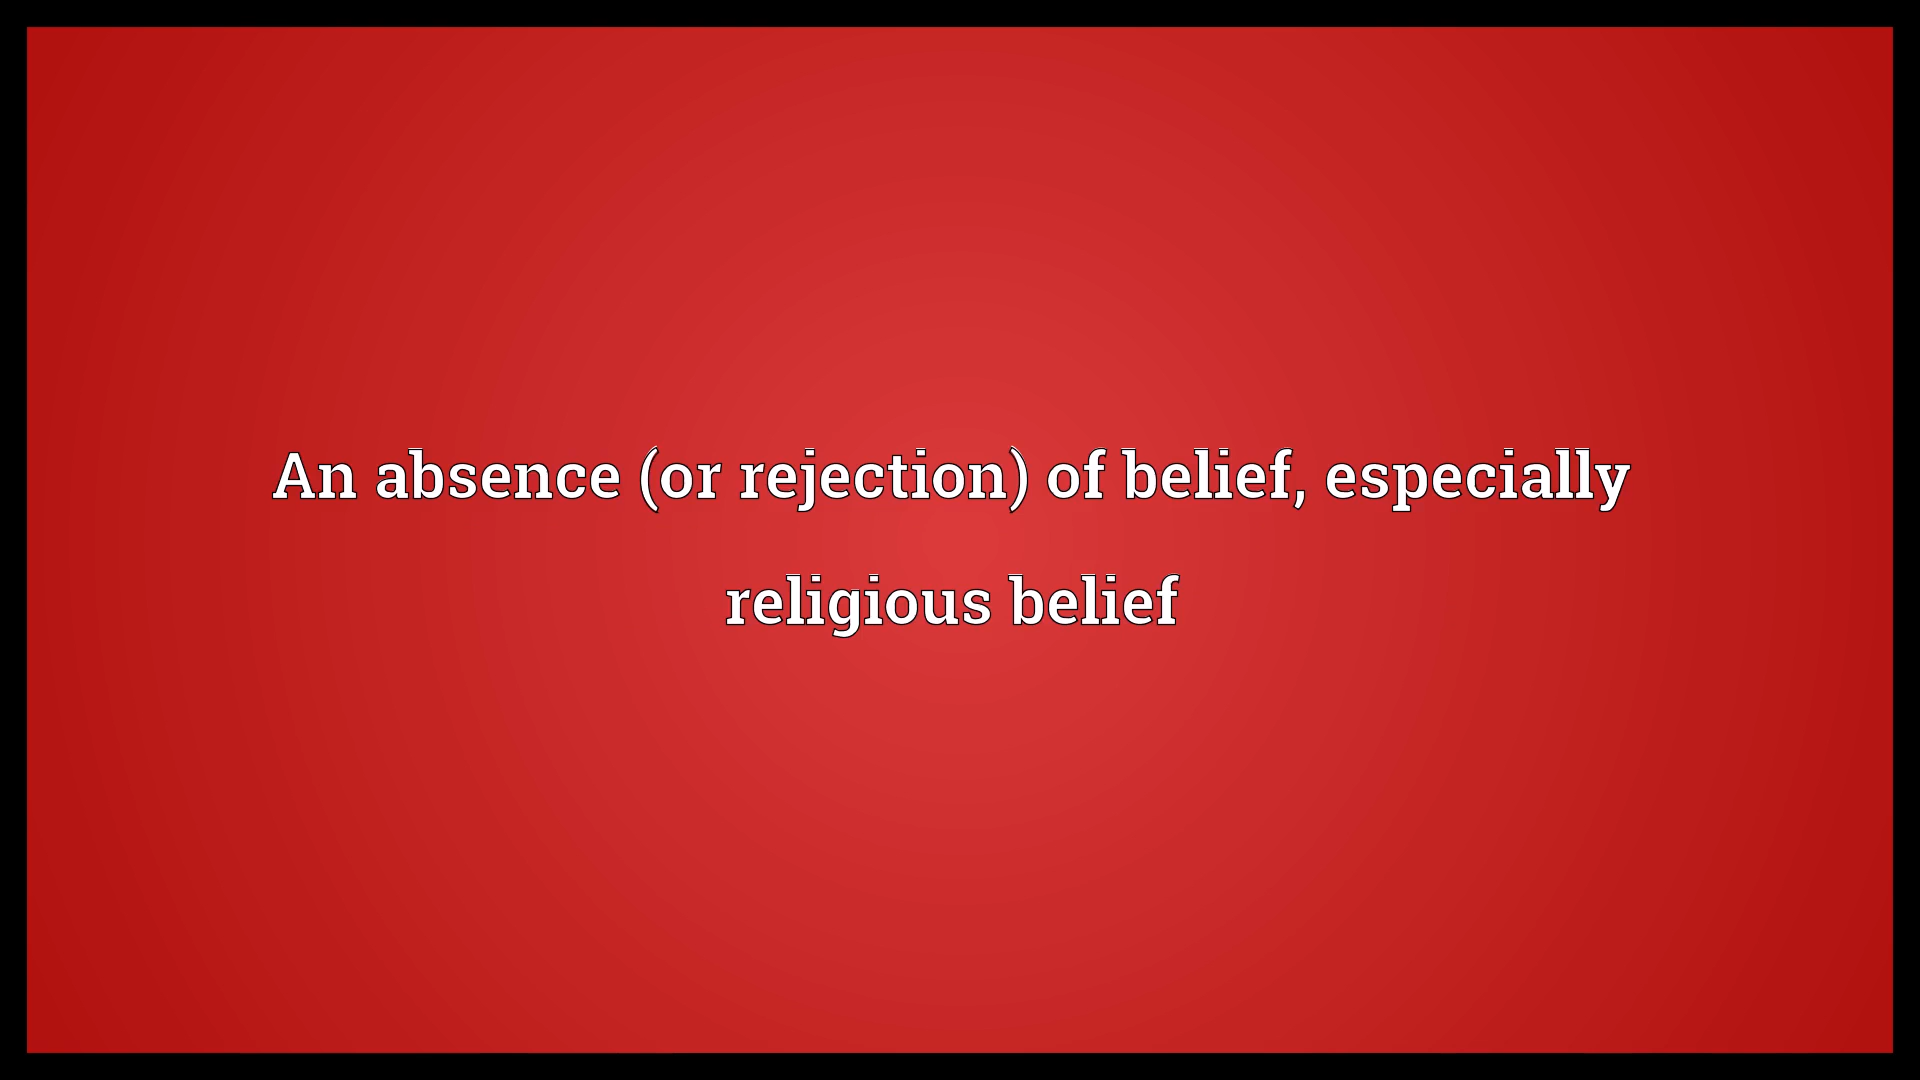 An absence (or rejection) of belief, especially
religious belief